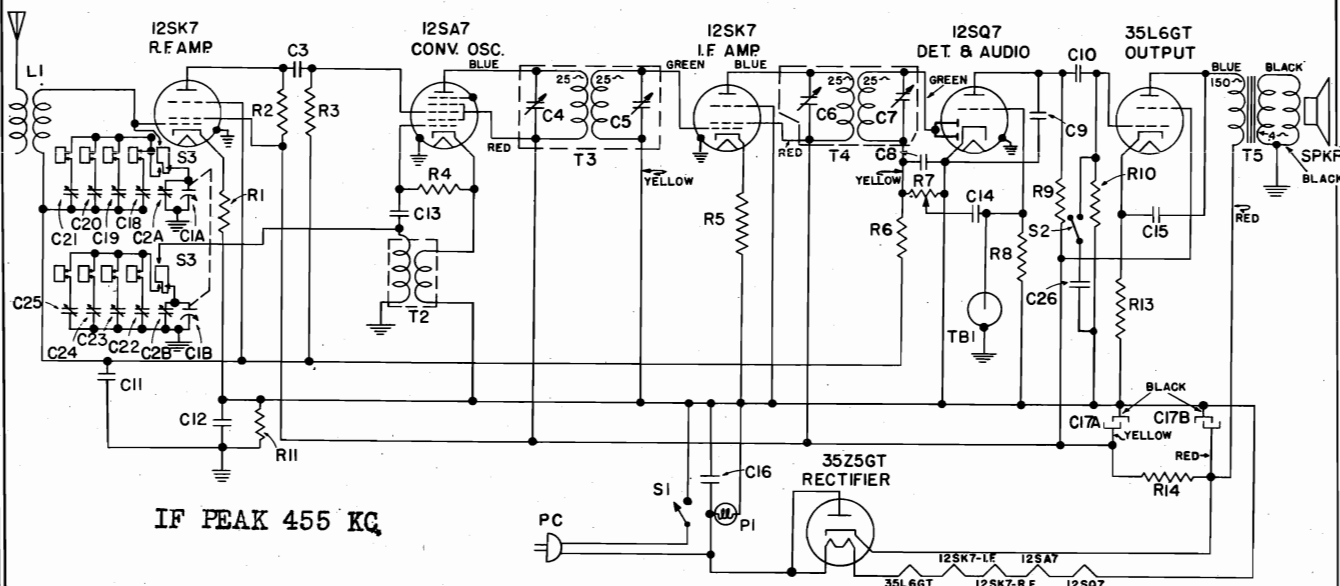 12SK7
R.F. AMP.
12SA7
CONV. OSC.
12SK7
I.F. AMP.
12SQ7
DET. & AUDIO
35L6GT
OUTPUT
L1
C3
R2
R3
BLUE
25~
25~
GREEN
C4
C5
RED
T3
YELLOW
BLUE
25~
25~
GREEN
C6
C7
RED
T4
C8
YELLOW
C9
C10
BLUE
150~
BLACK
4~
T5
SPKR
BLACK
RED
S3
R1
C21
C20
C19
C18
C2A
C1A
S3
C25
C24
C23
C22
C2B
C1B
R4
C13
T2
R5
R7
R6
C14
R8
TB1
R9
S2
R10
C26
C15
R13
C11
C12
R11
BLACK
C17A
YELLOW
C17B
RED
R14
S1
C16
P1
PC
35Z5GT
RECTIFIER
IF PEAK 455 KC
35L6GT
12SK7-I.F.
12SK7-R.F.
12SA7
12SQ7